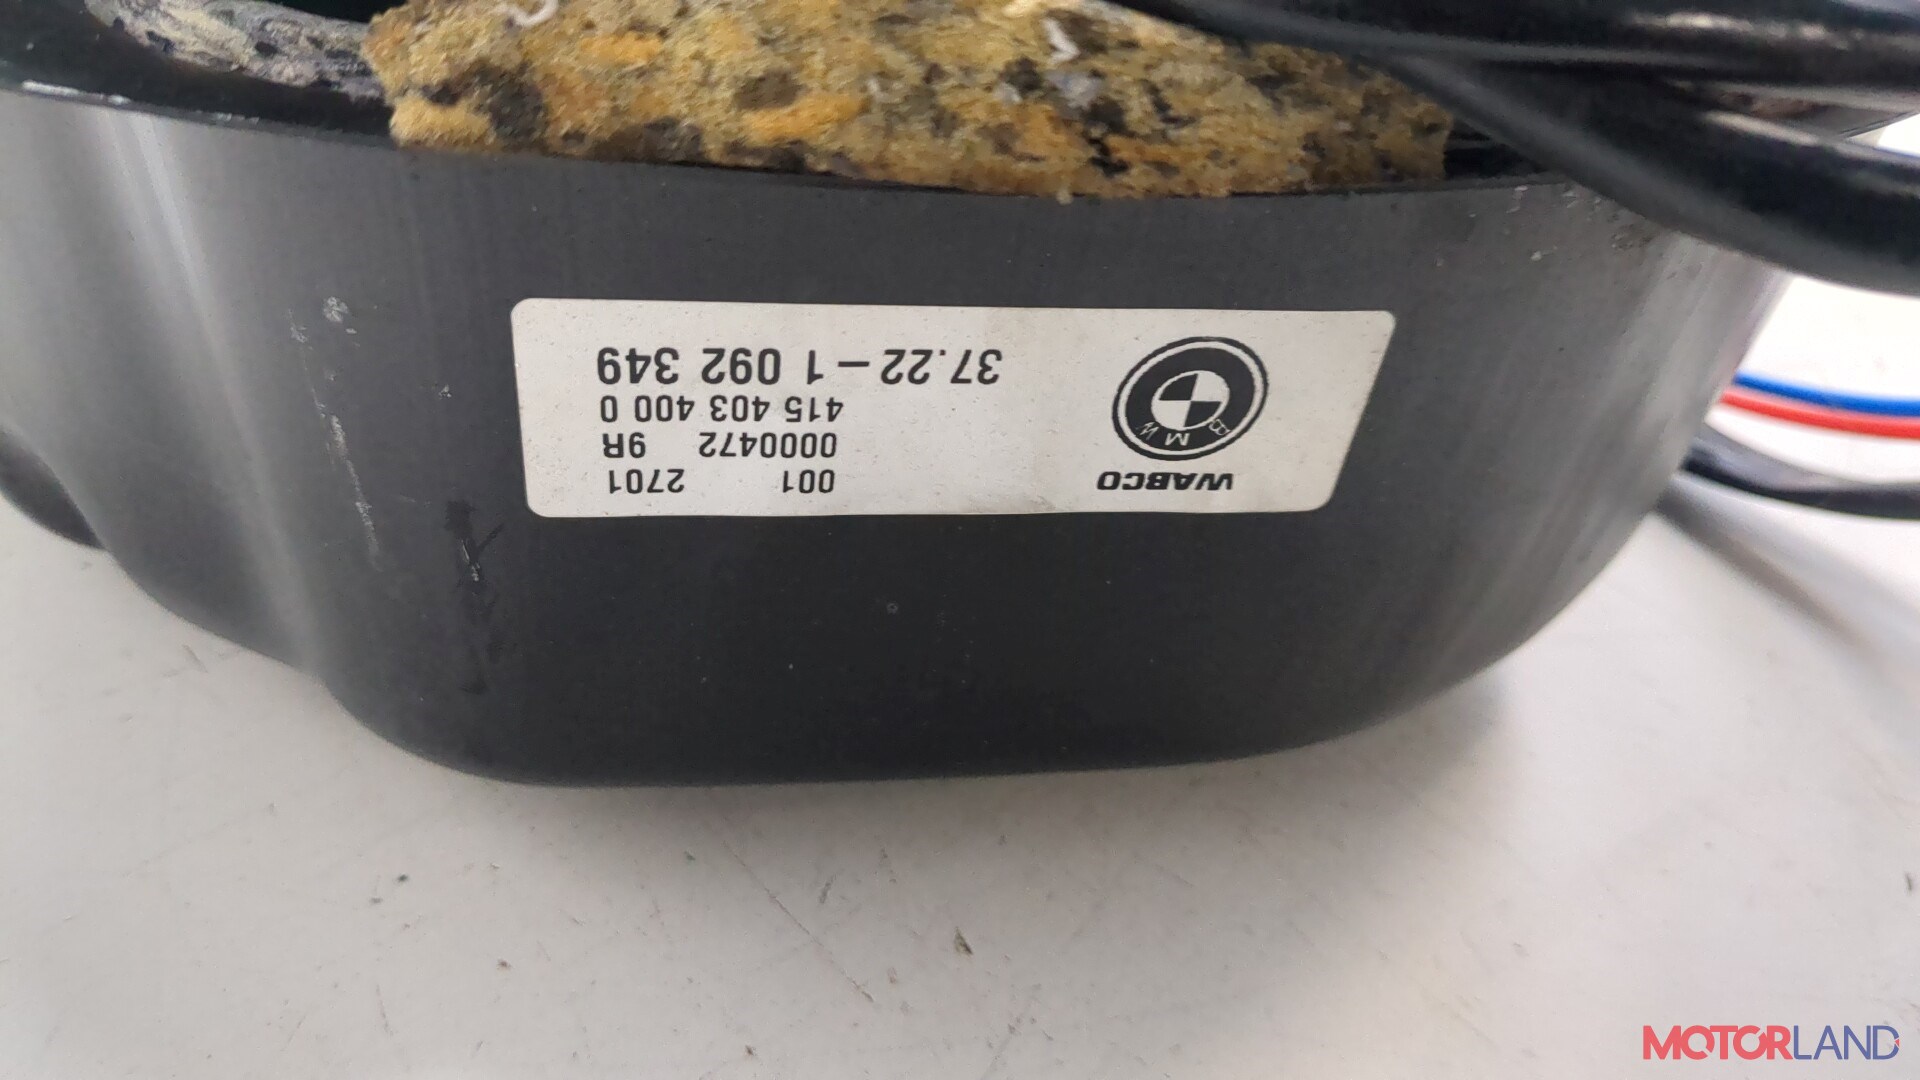 WABCO
001 2701
0000472 9R
415 403 400 0
BMW
37.22-1 092 349
MOTORLAND